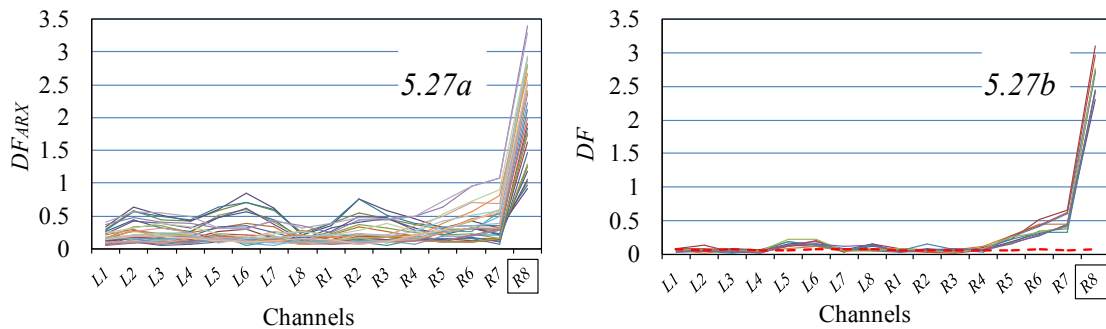 3.5
3
2.5
2
1.5
1
0.5
0
DF_ARX
5.27a
L1 L2 L3 L4 L5 L6 L7 L8 R1 R2 R3 R4 R5 R6 R7 R8
Channels
3.5
3
2.5
2
1.5
1
0.5
0
DF
5.27b
L1 L2 L3 L4 L5 L6 L7 L8 R1 R2 R3 R4 R5 R6 R7 R8
Channels